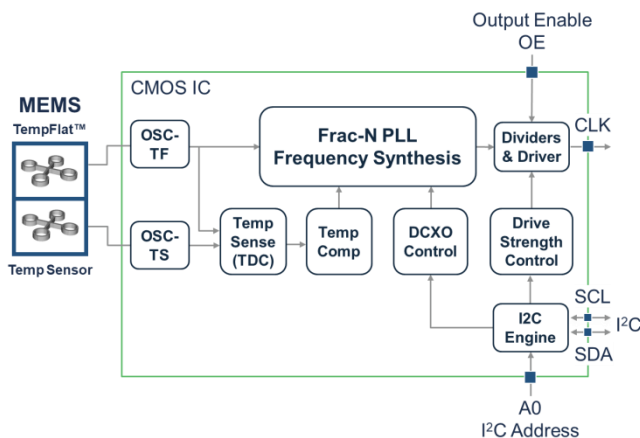 Output Enable
OE
CMOS IC
MEMS
TempFlat™
OSC-
TF
Frac-N PLL
Frequency Synthesis
Dividers
& Driver
CLK
OSC-
TS
Temp
Sense
(TDC)
Temp
Comp
DCXO
Control
Drive
Strength
Control
Temp Sensor
I2C
Engine
SCL
I²C
SDA
A0
I²C Address